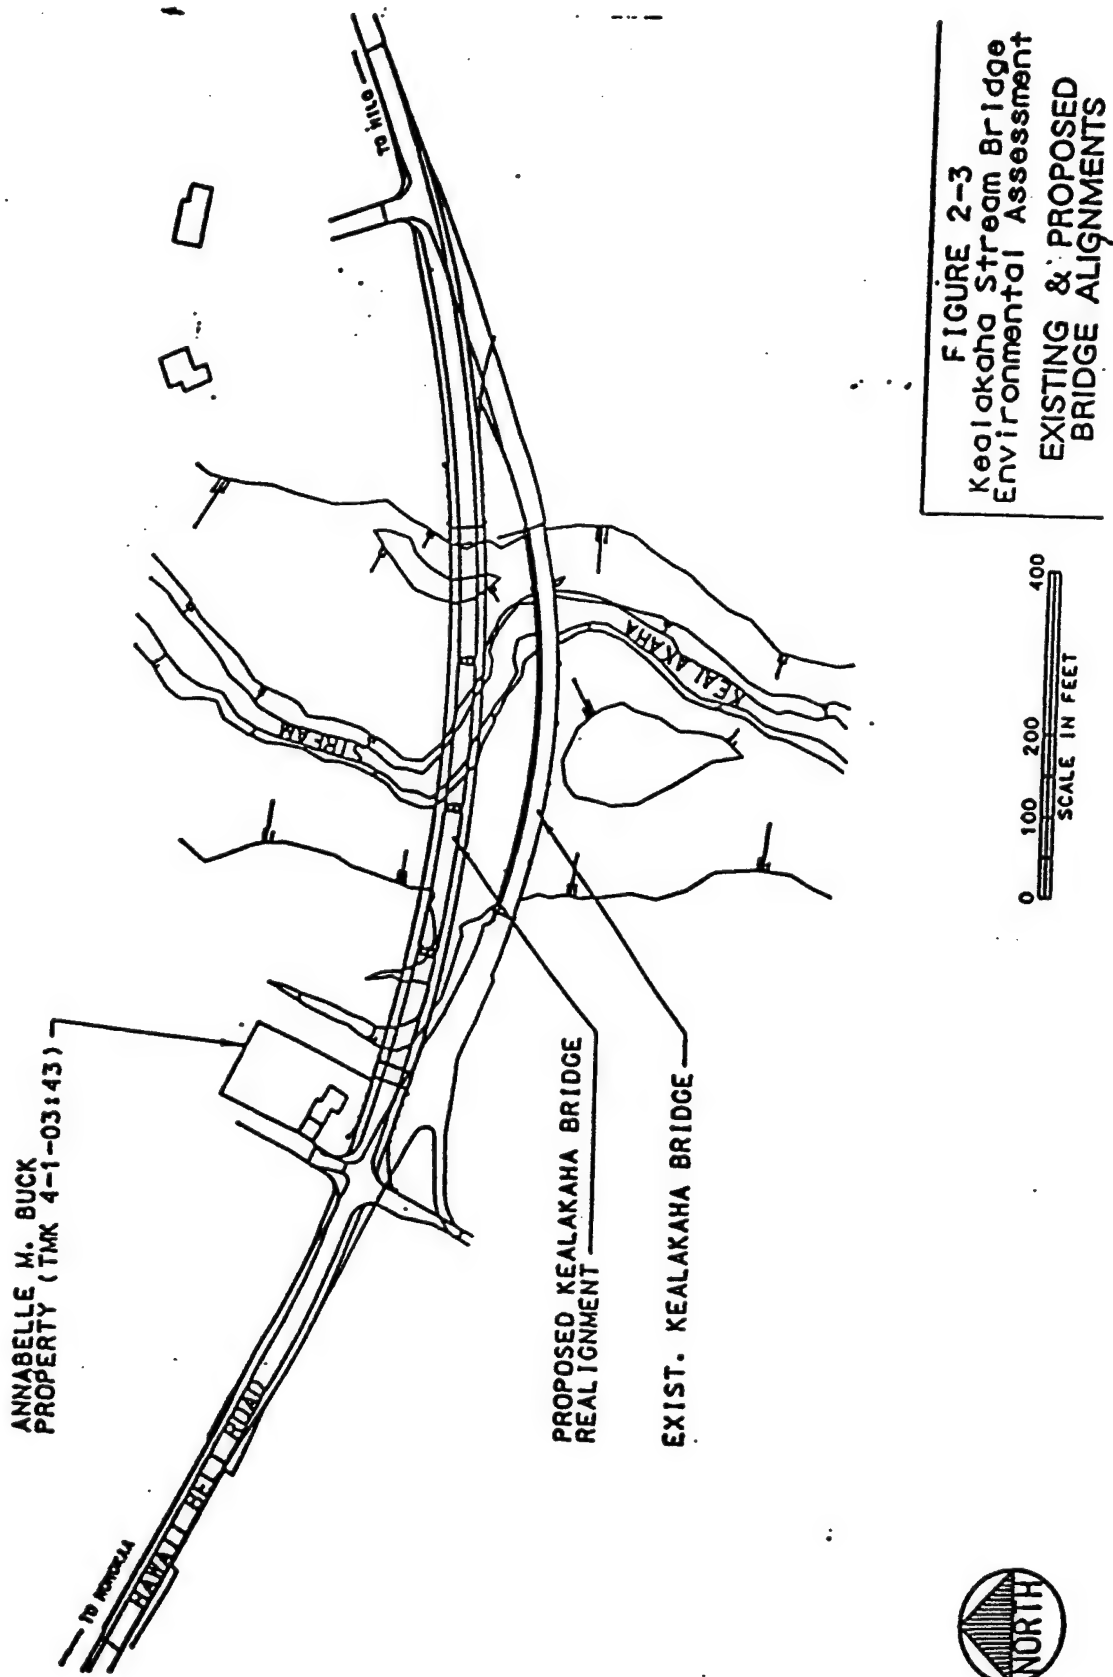 ANNABELLE M. BUCK
PROPERTY (TMK 4-1-03:43)
TO HONOKAA
HAWAII BELT ROAD
TO HILO
STREAM
KEALAKAHA
PROPOSED KEALAKAHA BRIDGE
REALIGNMENT
EXIST. KEALAKAHA BRIDGE
NORTH
0 100 200 400
SCALE IN FEET
FIGURE 2-3
Kealakaha Stream Bridge
Environmental Assessment
EXISTING & PROPOSED
BRIDGE ALIGNMENTS